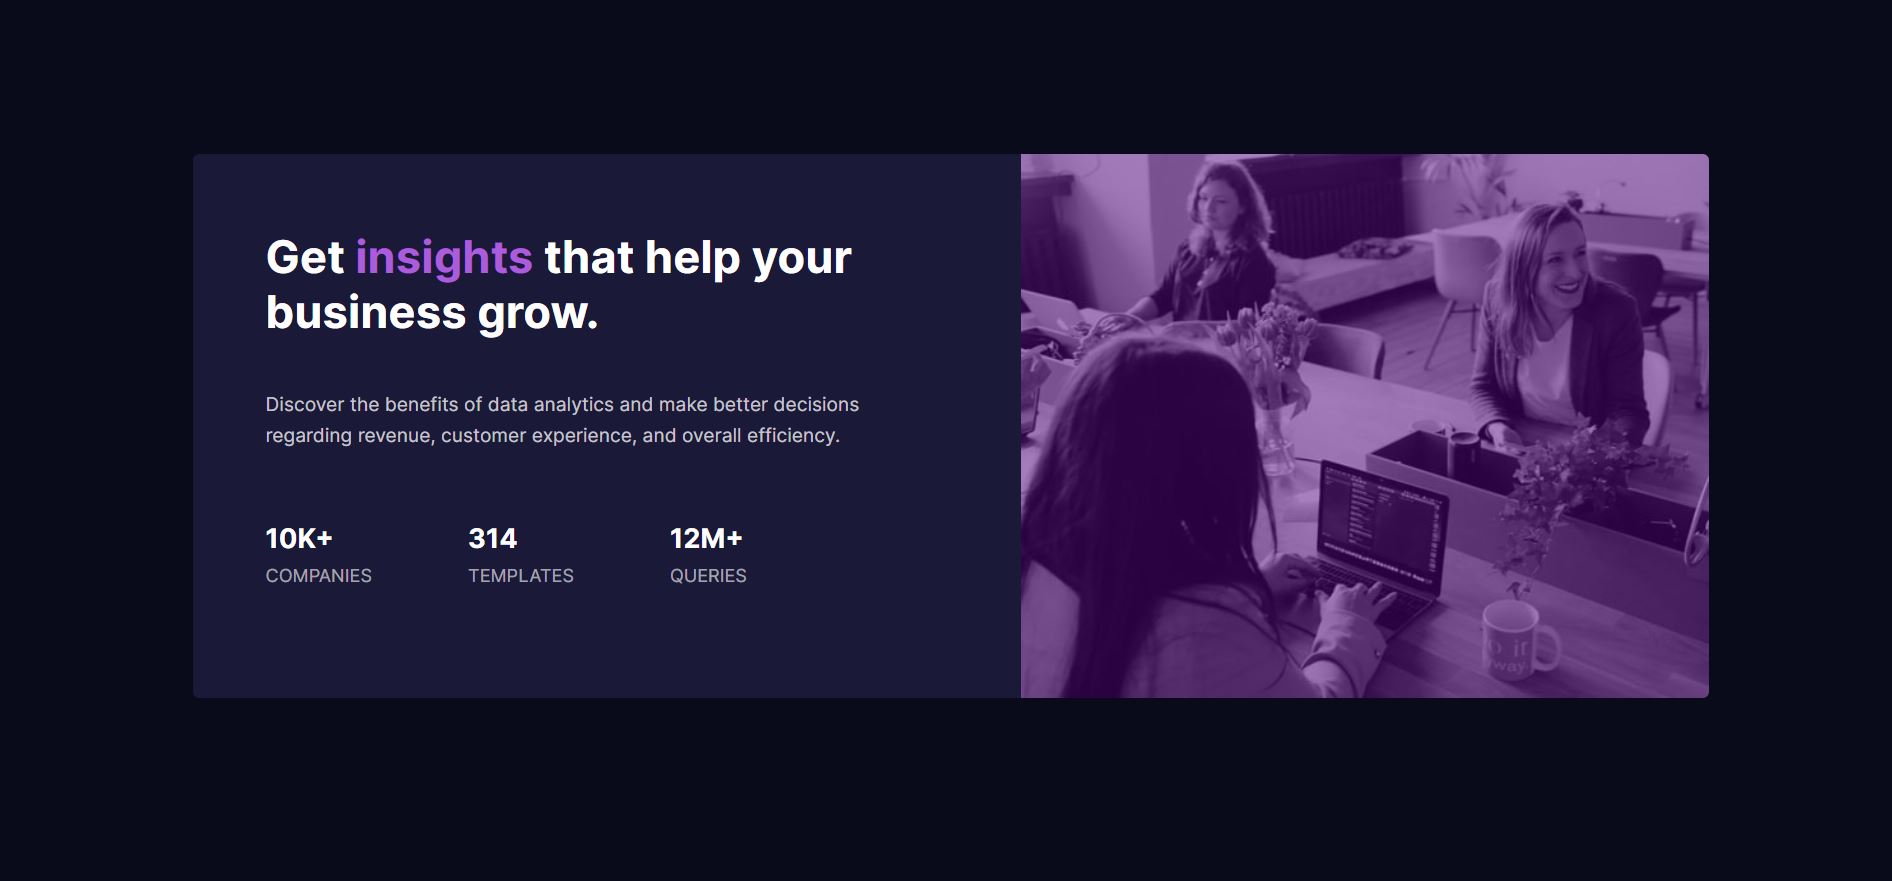 Get insights that help your
business grow.
Discover the benefits of data analytics and make better decisions
regarding revenue, customer experience, and overall efficiency.
10K+
COMPANIES
314
TEMPLATES
12M+
QUERIES